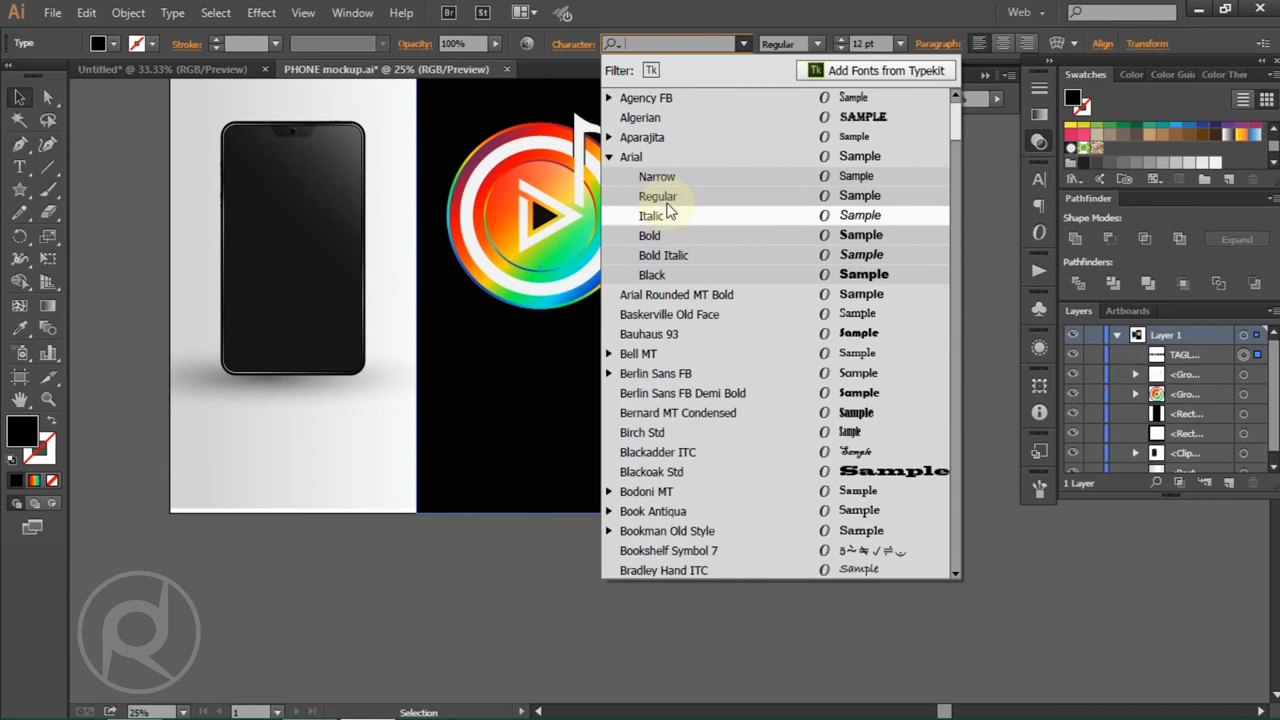 Ai File Edit Object Type Select Effect View Window Help Br St Web
Type Stroke: Opacity: 100% Character: Regular 12 pt Paragraph: Align Transform
Untitled* @ 33.33% (RGB/Preview) × PHONE mockup.ai* @ 25% (RGB/Preview) ×
Filter: Tk Tk Add Fonts from Typekit
Agency FB O Sample
Algerian O SAMPLE
Aparajita O Sample
Arial O Sample
Narrow O Sample
Regular O Sample
Italic O Sample
Bold O Sample
Bold Italic O Sample
Black O Sample
Arial Rounded MT Bold O Sample
Baskerville Old Face O Sample
Bauhaus 93 O Sample
Bell MT O Sample
Berlin Sans FB O Sample
Berlin Sans FB Demi Bold O Sample
Bernard MT Condensed O Sample
Birch Std O Sample
Blackadder ITC O Sample
Blackoak Std O Sample
Bodoni MT O Sample
Book Antiqua O Sample
Bookman Old Style O Sample
Bookshelf Symbol 7 O
Bradley Hand ITC O Sample
Swatches Color Color Gui Color Ther
Pathfinder
Shape Modes:
Expand
Pathfinders:
Layers Artboards
Layer 1
TAGL...
<Gro...
<Gro...
<Rect...
<Rect...
<Clip...
1 Layer
25% 1 Selection